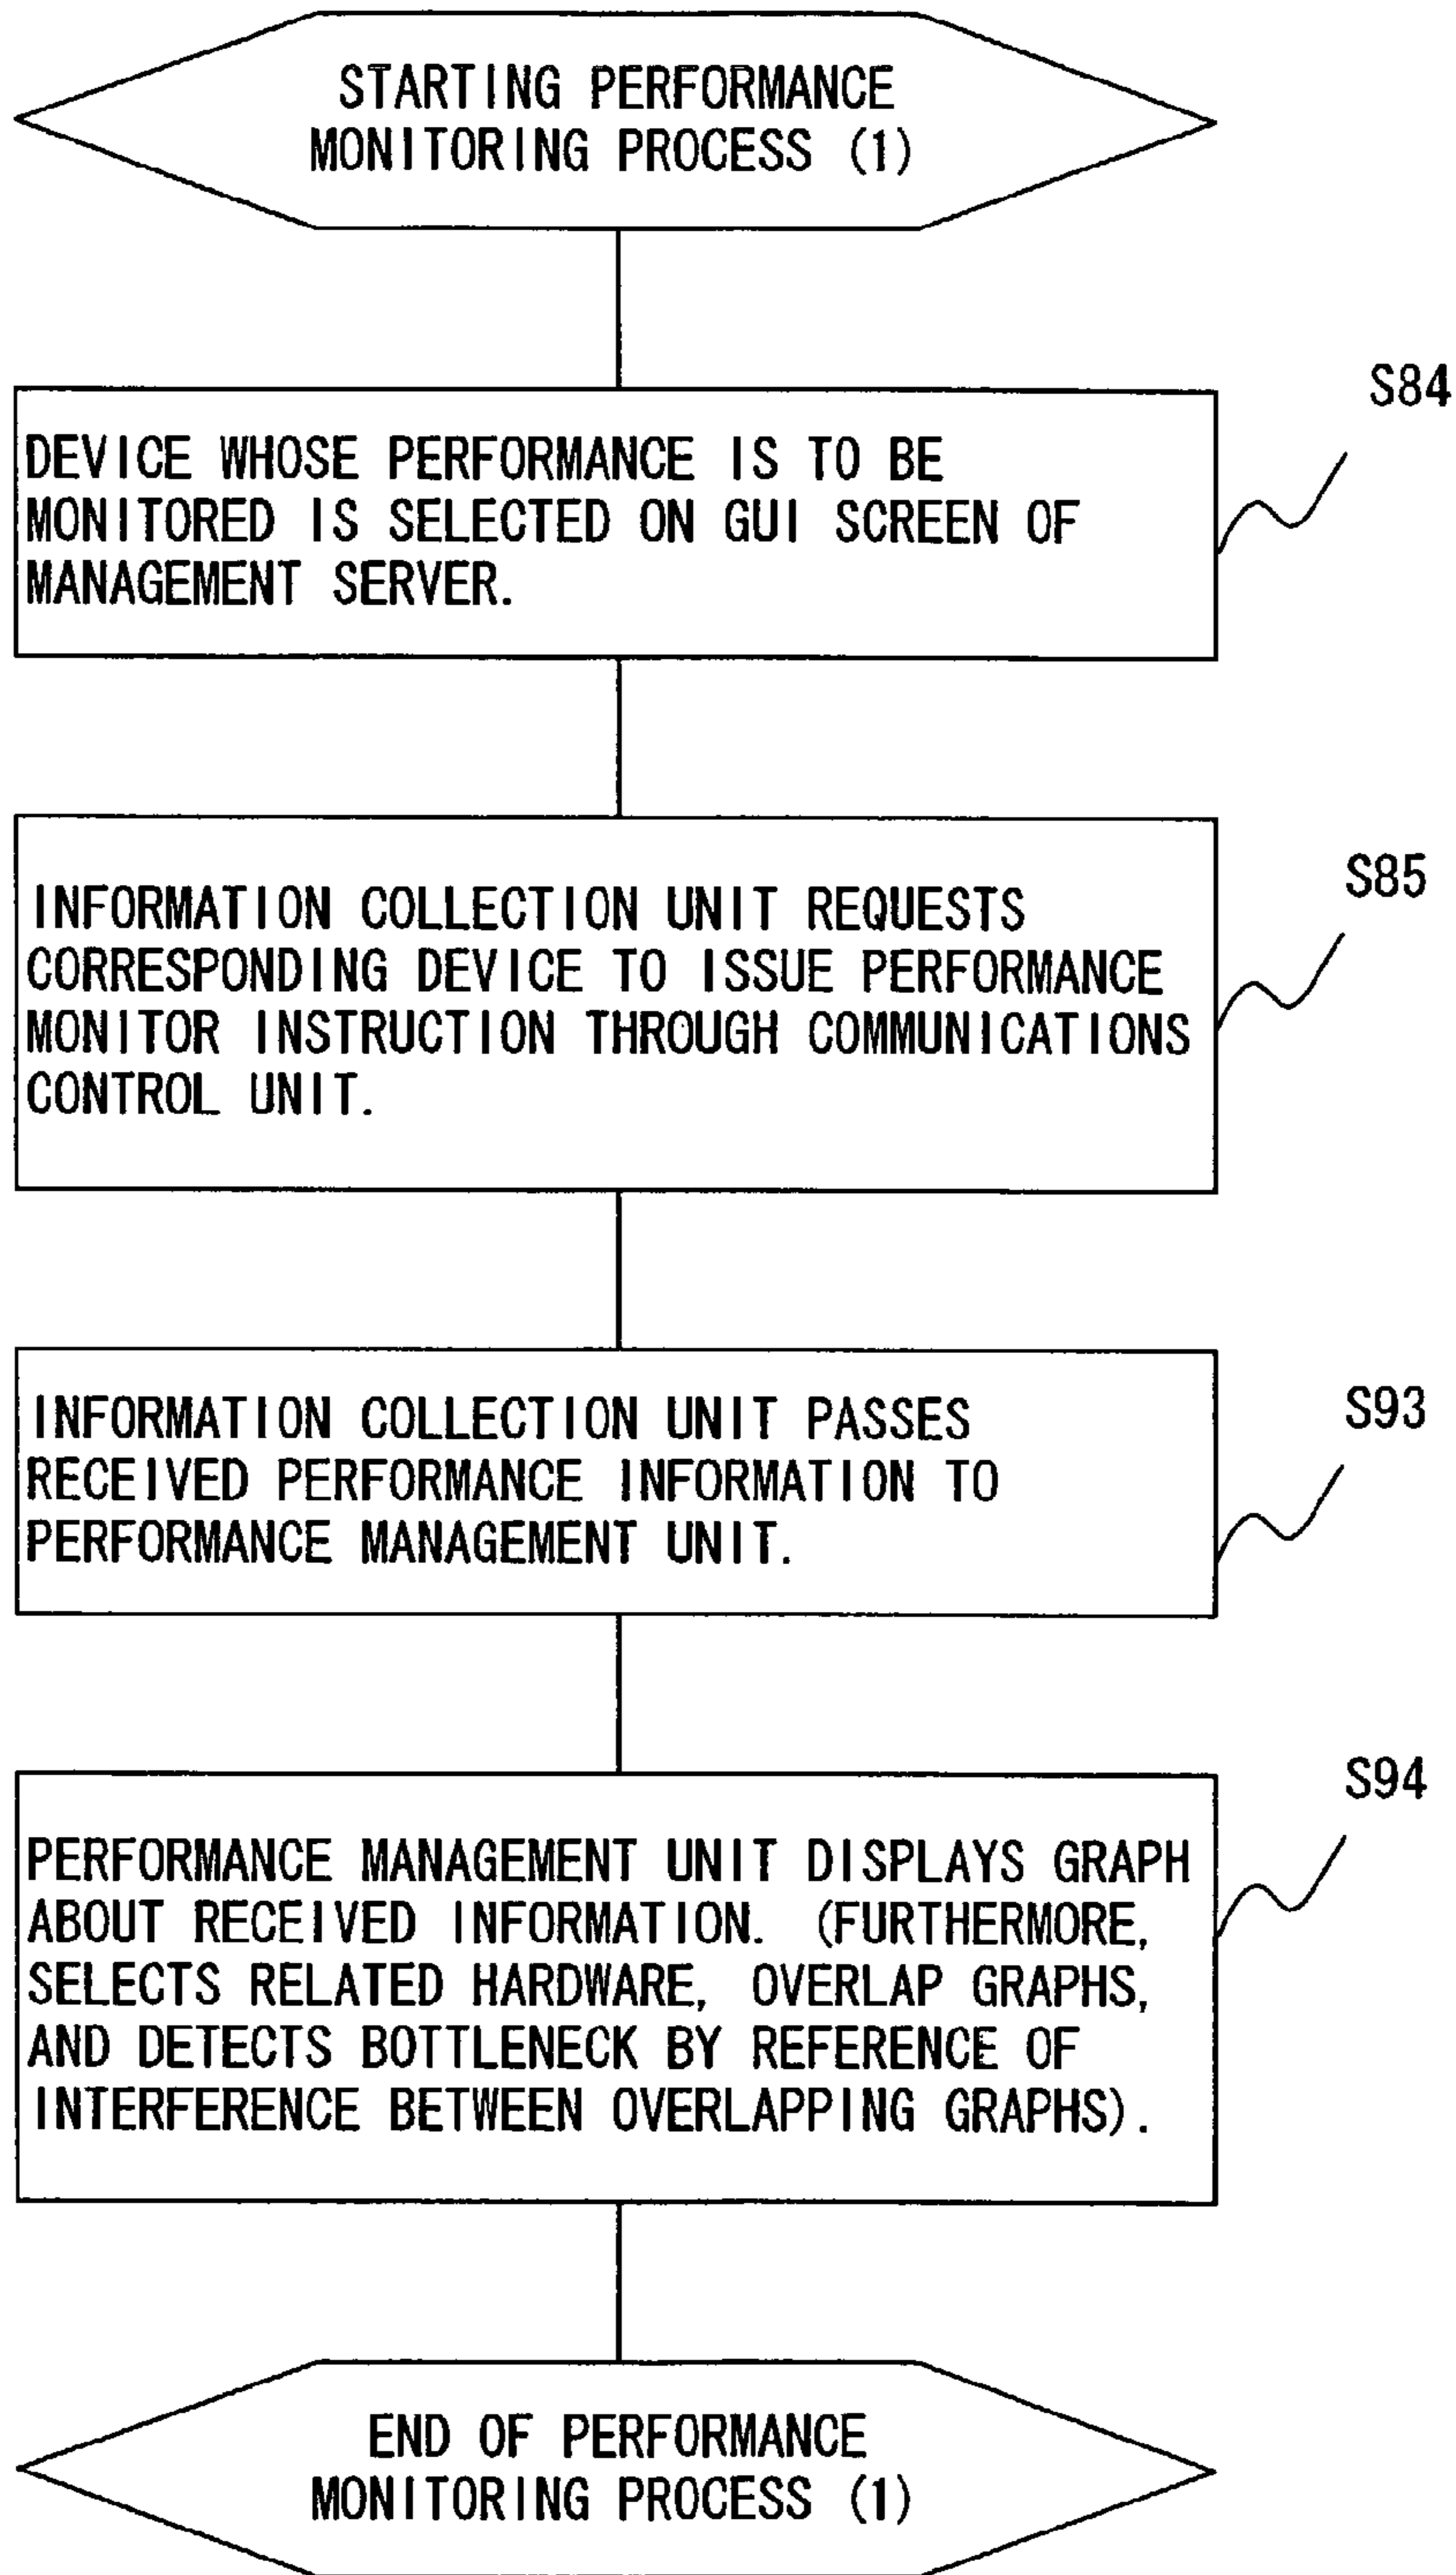 STARTING PERFORMANCE
MONITORING PROCESS (1)
S84
DEVICE WHOSE PERFORMANCE IS TO BE
MONITORED IS SELECTED ON GUI SCREEN OF
MANAGEMENT SERVER.
S85
INFORMATION COLLECTION UNIT REQUESTS
CORRESPONDING DEVICE TO ISSUE PERFORMANCE
MONITOR INSTRUCTION THROUGH COMMUNICATIONS
CONTROL UNIT.
S93
INFORMATION COLLECTION UNIT PASSES
RECEIVED PERFORMANCE INFORMATION TO
PERFORMANCE MANAGEMENT UNIT.
S94
PERFORMANCE MANAGEMENT UNIT DISPLAYS GRAPH
ABOUT RECEIVED INFORMATION. (FURTHERMORE,
SELECTS RELATED HARDWARE, OVERLAP GRAPHS,
AND DETECTS BOTTLENECK BY REFERENCE OF
INTERFERENCE BETWEEN OVERLAPPING GRAPHS).
END OF PERFORMANCE
MONITORING PROCESS (1)